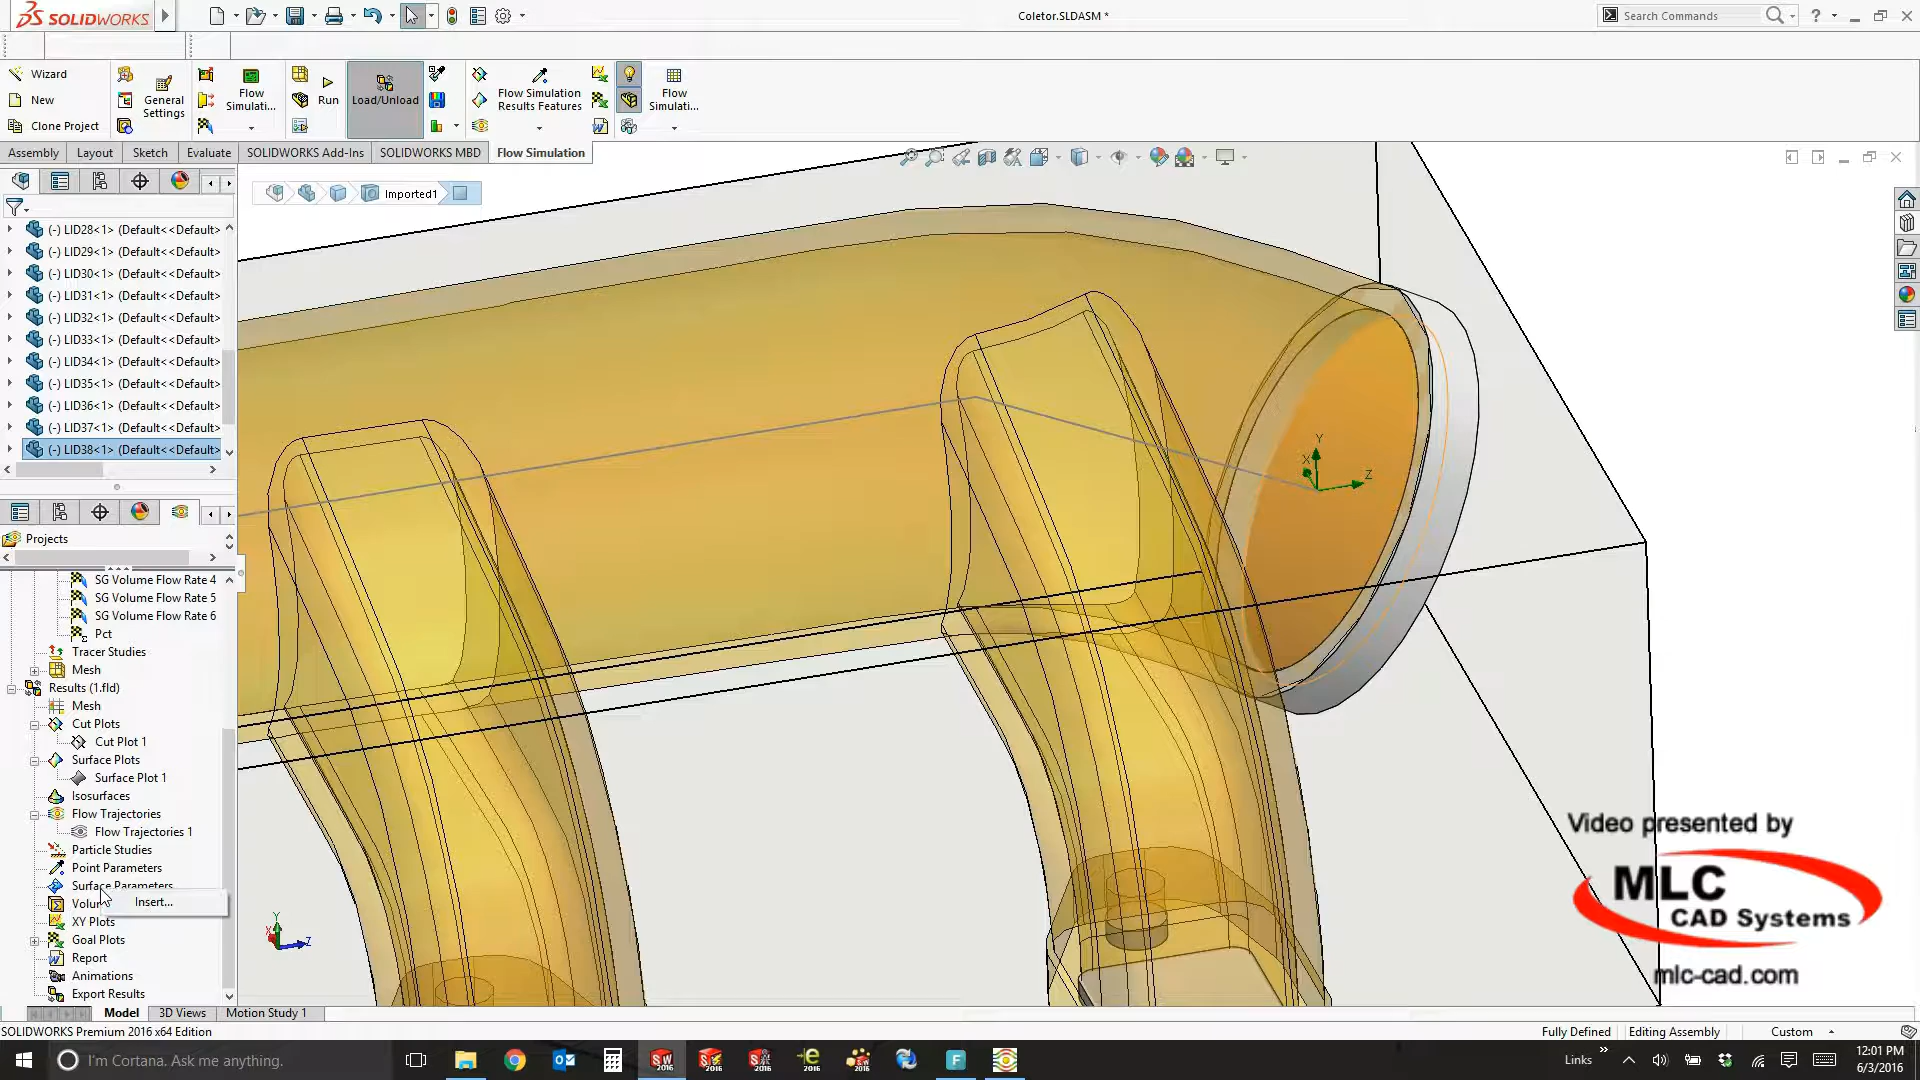 SOLIDWORKS
Coletor.SLDASM *
Search Commands
Wizard
New
Clone Project
General
Settings
Flow
Simulati...
Run
Load/Unload
Flow Simulation
Results Features
Flow
Simulati...
Assembly
Layout
Sketch
Evaluate
SOLIDWORKS Add-Ins
SOLIDWORKS MBD
Flow Simulation
Imported1
(-) LID28<1> (Default<<Default>
(-) LID29<1> (Default<<Default>
(-) LID30<1> (Default<<Default>
(-) LID31<1> (Default<<Default>
(-) LID32<1> (Default<<Default>
(-) LID33<1> (Default<<Default>
(-) LID34<1> (Default<<Default>
(-) LID35<1> (Default<<Default>
(-) LID36<1> (Default<<Default>
(-) LID37<1> (Default<<Default>
(-) LID38<1> (Default<<Default>
Projects
SG Volume Flow Rate 4
SG Volume Flow Rate 5
SG Volume Flow Rate 6
Pct
Tracer Studies
Mesh
Results (1.fld)
Mesh
Cut Plots
Cut Plot 1
Surface Plots
Surface Plot 1
Isosurfaces
Flow Trajectories
Flow Trajectories 1
Particle Studies
Point Parameters
Surface Parameters
Insert...
XY Plots
Goal Plots
Report
Animations
Export Results
Y
X
Z
Y
X
Z
Video presented by
MLC
CAD Systems
mlc-cad.com
Model
3D Views
Motion Study 1
SOLIDWORKS Premium 2016 x64 Edition
Fully Defined
Editing Assembly
Custom
I'm Cortana. Ask me anything.
Links
12:01 PM
6/3/2016